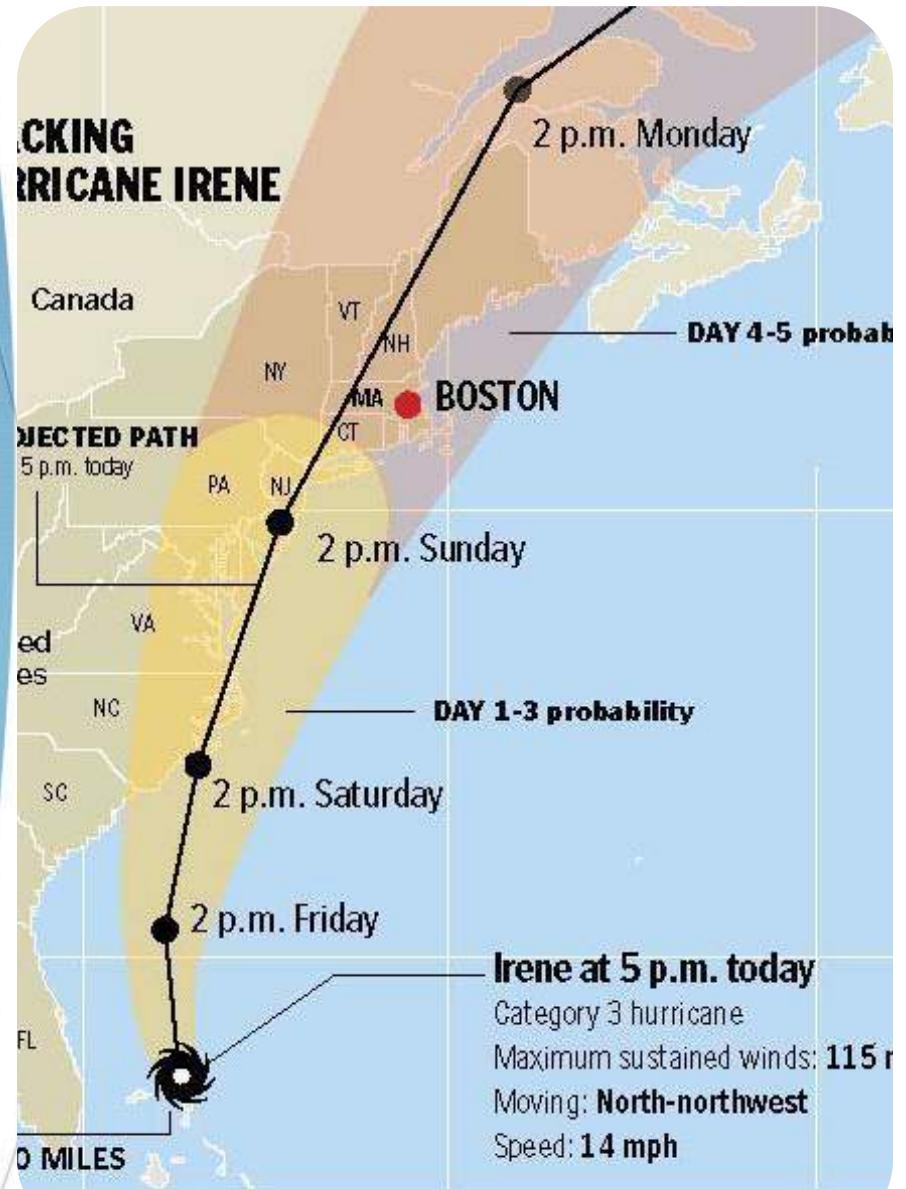 CKING
RRICANE IRENE
2 p.m. Monday
Canada
VT
NH
DAY 4-5 probab
NY
MA
BOSTON
CT
JECTED PATH
5 p.m. today
PA
NJ
2 p.m. Sunday
VA
ed
es
NC
DAY 1-3 probability
SC
2 p.m. Saturday
2 p.m. Friday
Irene at 5 p.m. today
Category 3 hurricane
Maximum sustained winds: 115
Moving: North-northwest
Speed: 14 mph
FL
0 MILES